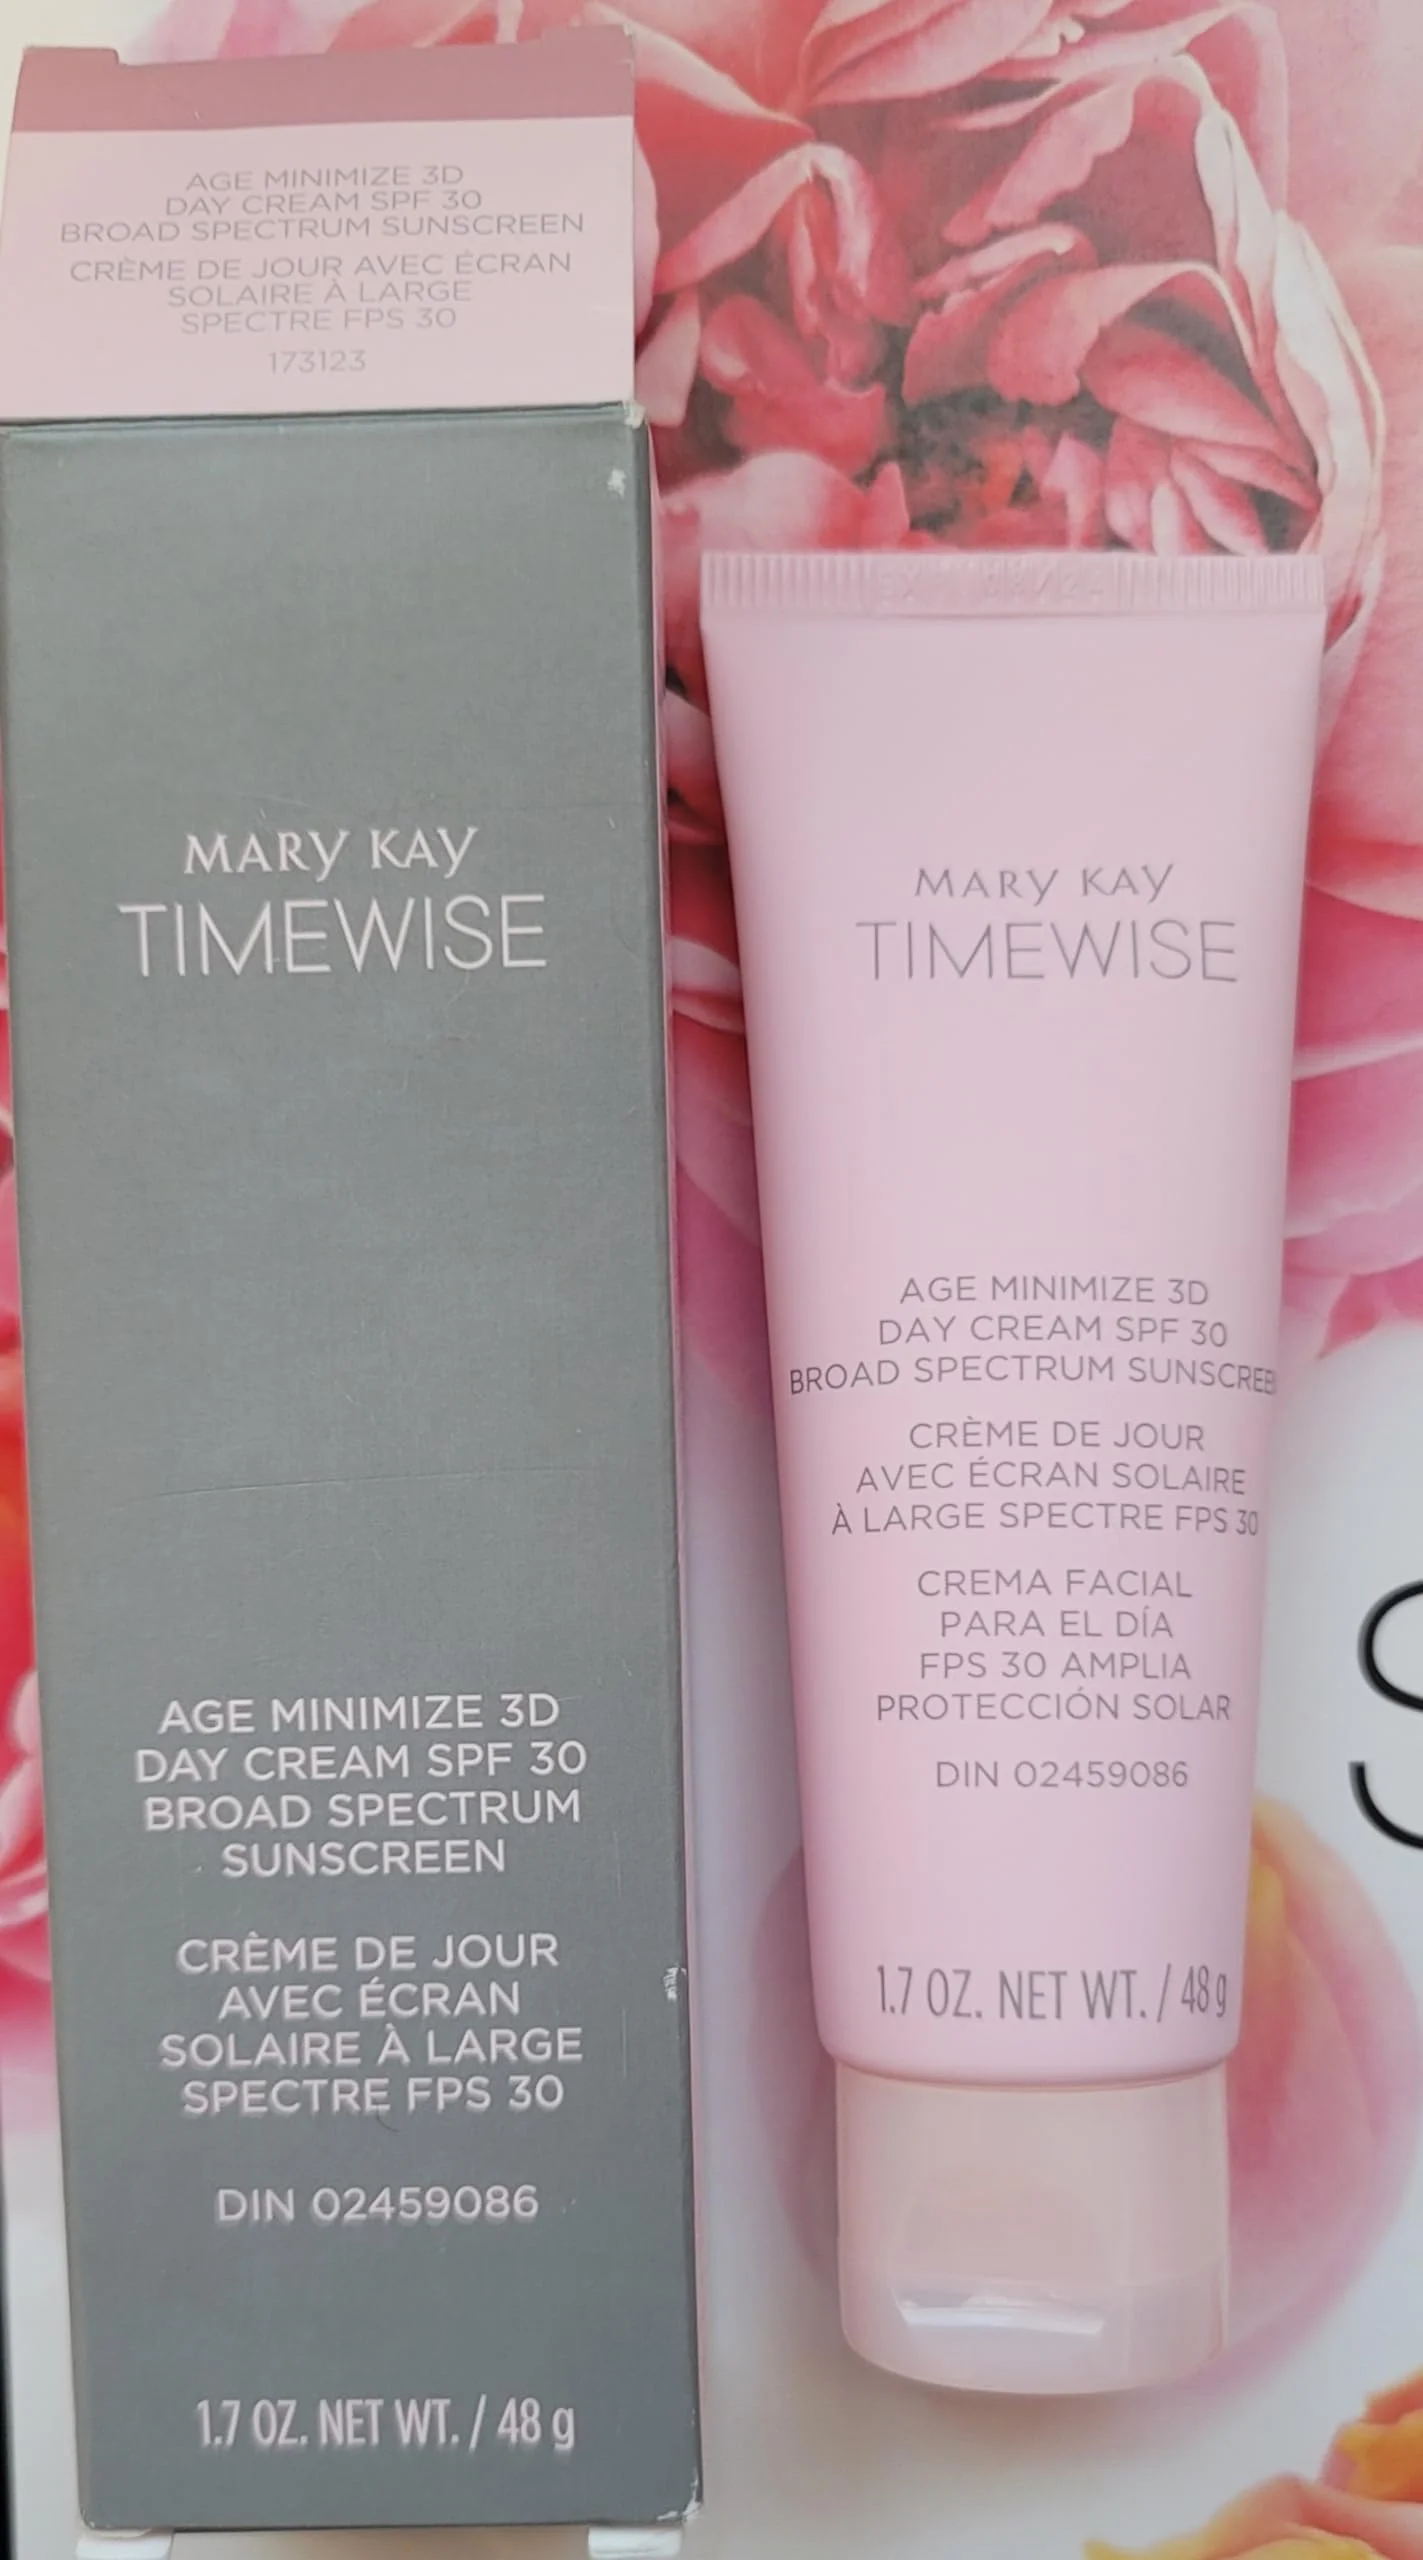 AGE MINIMIZE 3D
DAY CREAM SPF 30
BROAD SPECTRUM SUNSCREEN
CRÈME DE JOUR AVEC ÉCRAN
SOLAIRE À LARGE
SPECTRE FPS 30
173123
MARY KAY
TIMEWISE
AGE MINIMIZE 3D
DAY CREAM SPF 30
BROAD SPECTRUM
SUNSCREEN
CRÈME DE JOUR
AVEC ÉCRAN
SOLAIRE À LARGE
SPECTRE FPS 30
DIN 02459086
1.7 OZ. NET WT. / 48 g
MARY KAY
TIMEWISE
AGE MINIMIZE 3D
DAY CREAM SPF 30
BROAD SPECTRUM SUNSCREE
CRÈME DE JOUR
AVEC ÉCRAN SOLAIRE
À LARGE SPECTRE FPS 30
CREMA FACIAL
PARA EL DÍA
FPS 30 AMPLIA
PROTECCIÓN SOLAR
DIN 02459086
1.7 OZ. NET WT. / 48 g
S